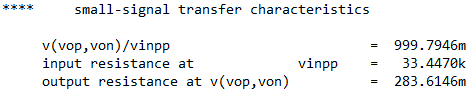 **** small-signal transfer characteristics
v(vop,von)/vinpp = 999.7946m
input resistance at vinpp = 33.4470k
output resistance at v(vop,von) = 283.6146m